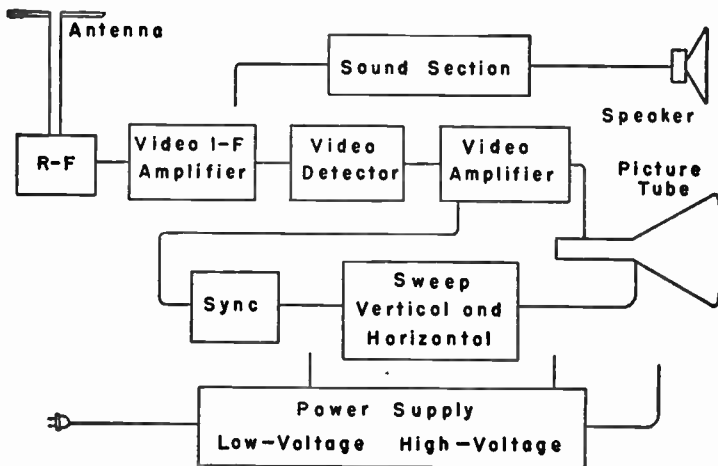 Antenna
Sound Section
Speaker
R-F
Video I-F
Amplifier
Video
Detector
Video
Amplifier
Picture
Tube
Sync
Sweep
Vertical and
Horizontal
Power Supply
Low-Voltage High-Voltage